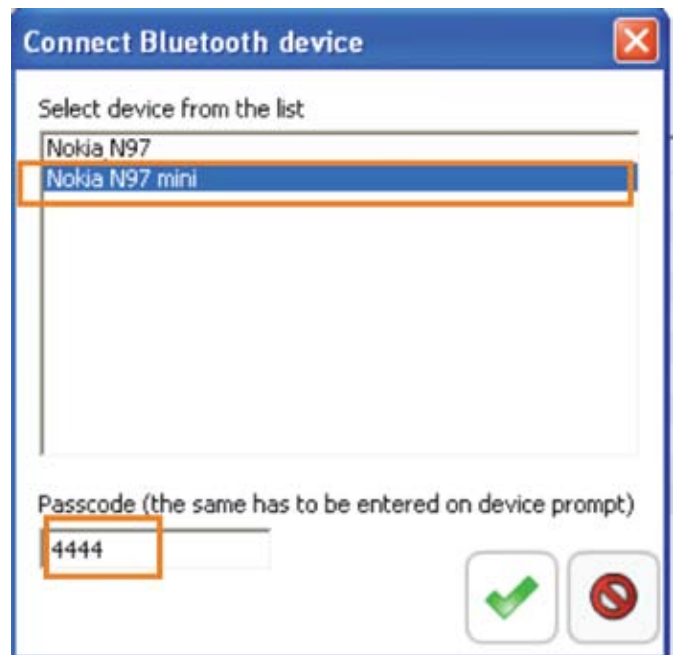 Connect Bluetooth device
Select device from the list
Nokia N97
Nokia N97 mini
Passcode (the same has to be entered on device prompt)
4444